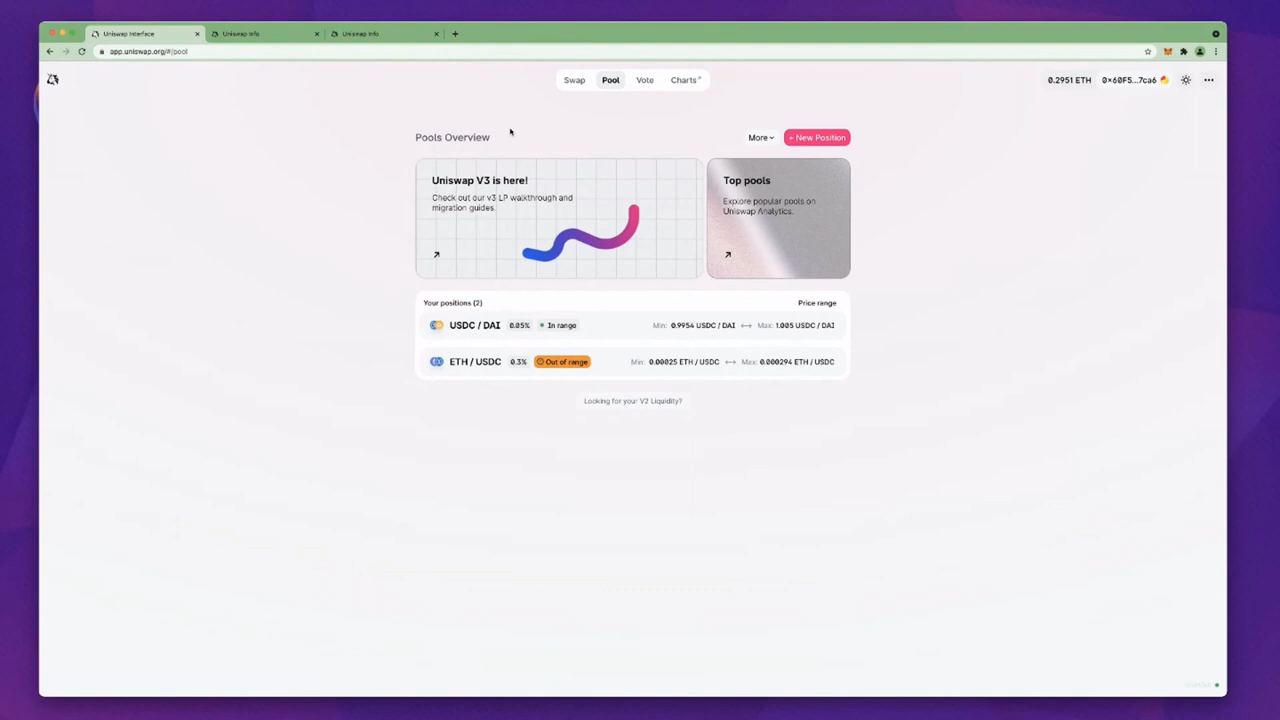 Uniswap Interface
Uniswap Info
Uniswap Info
app.uniswap.org/#/pool
Swap
Pool
Vote
Charts
0.2951 ETH
0×60F5...7ca6
Pools Overview
More
+ New Position
Uniswap V3 is here!
Check out our v3 LP walkthrough and
migration guides.
Top pools
Explore popular pools on
Uniswap Analytics.
Your positions (2)
Price range
USDC / DAI 0.05% In range Min: 0.9954 USDC / DAI ⟷ Max: 1.005 USDC / DAI
ETH / USDC 0.3% Out of range Min: 0.00025 ETH / USDC ⟷ Max: 0.000294 ETH / USDC
Looking for your V2 Liquidity?